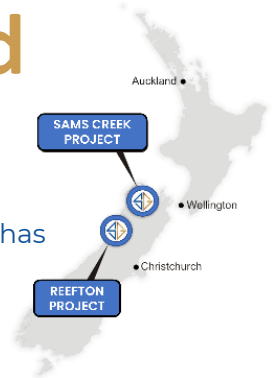 d
Auckland
SAMS CREEK
PROJECT
Wellington
has
Christchurch
REEFTON
PROJECT